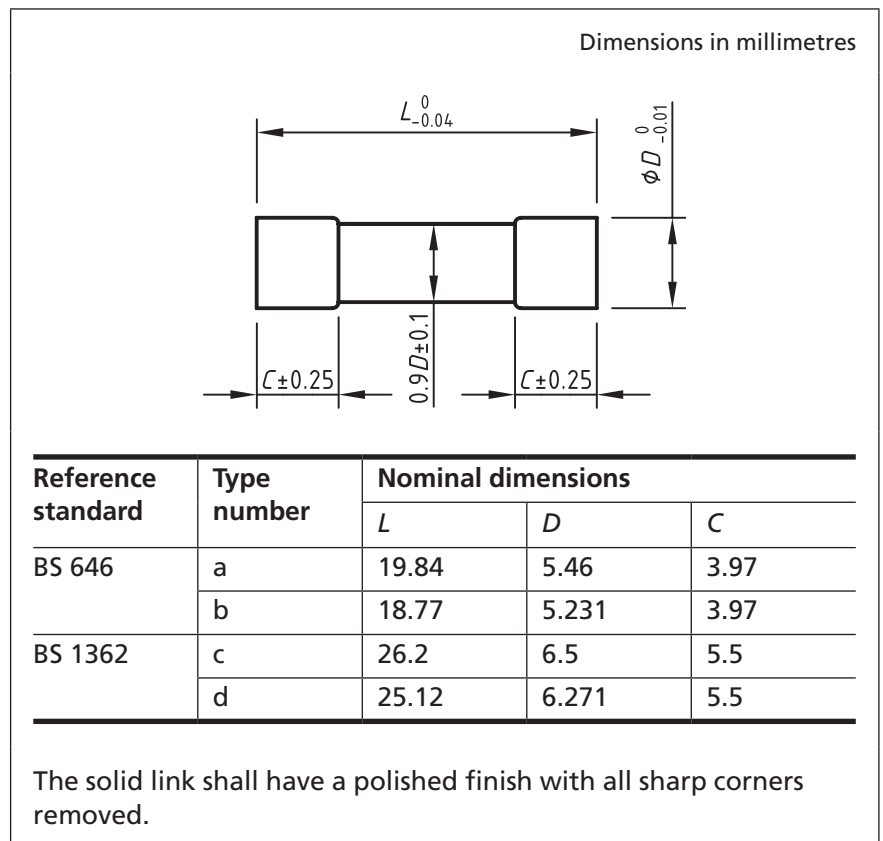 Dimensions in millimetres
L 0 -0.04
ϕD 0 -0.01
C±0.25
0.9D±0.1
C±0.25
Reference standard Type number Nominal dimensions
L D C
BS 646 a 19.84 5.46 3.97
b 18.77 5.231 3.97
BS 1362 c 26.2 6.5 5.5
d 25.12 6.271 5.5
The solid link shall have a polished finish with all sharp corners
removed.